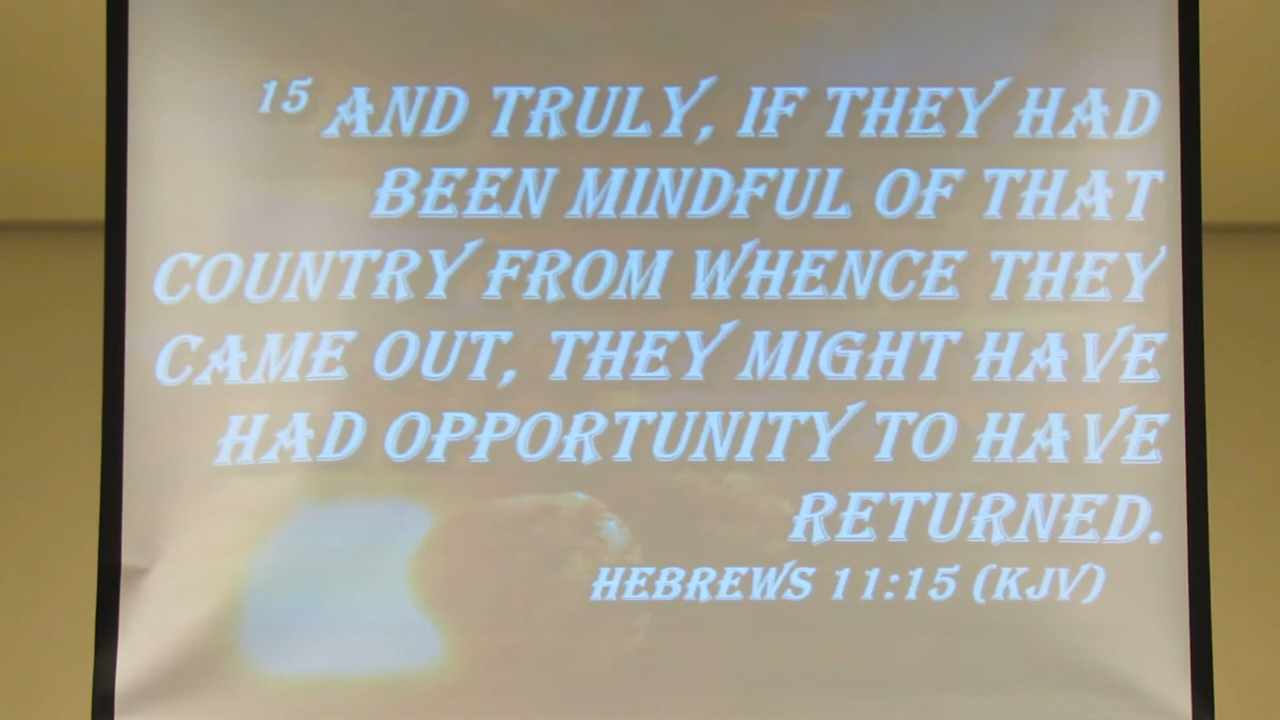 15 AND TRULY, IF THEY HAD
BEEN MINDFUL OF THAT
COUNTRY FROM WHENCE THEY
CAME OUT, THEY MIGHT HAVE
HAD OPPORTUNITY TO HAVE
RETURNED.
HEBREWS 11:15 (KJV)